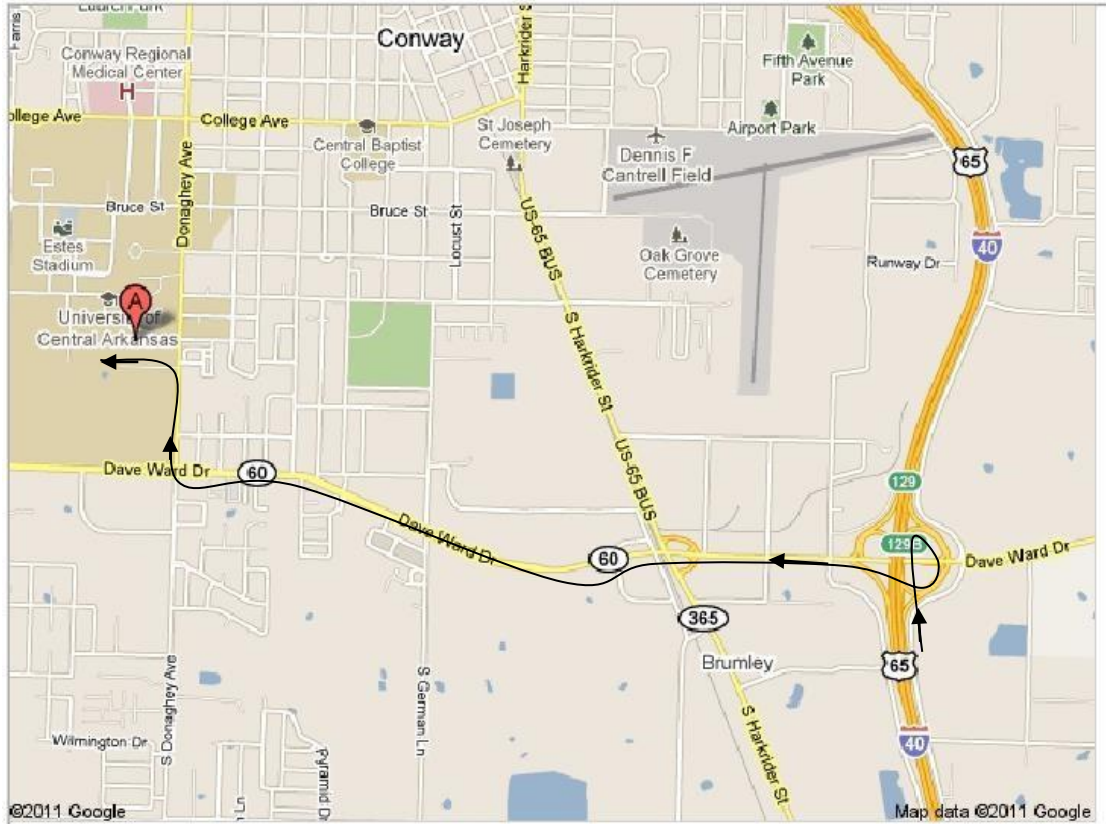 Harris
Conway
Harkrider S
Conway Regional
Medical Center
H
Fifth Avenue
Park
ollege Ave
College Ave
St Joseph
Cemetery
Airport Park
Central Baptist
College
Dennis F
Cantrell Field
65
Donaghey Ave
Bruce St
Bruce St
Locust St
US-65 BUS
Estes
Stadium
Oak Grove
Cemetery
40
Runway Dr
A
University of
Central Arkansas
S Harkrider St
US-65 BUS
Dave Ward Dr
60
129
Dave Ward Dr
129B
60
Dave Ward Dr
365
Brumley
65
S Donaghey Ave
S German Ln
S Harkrider St
Wilmington Dr
Pyramid Dr
40
©2011 Google
Map data ©2011 Google